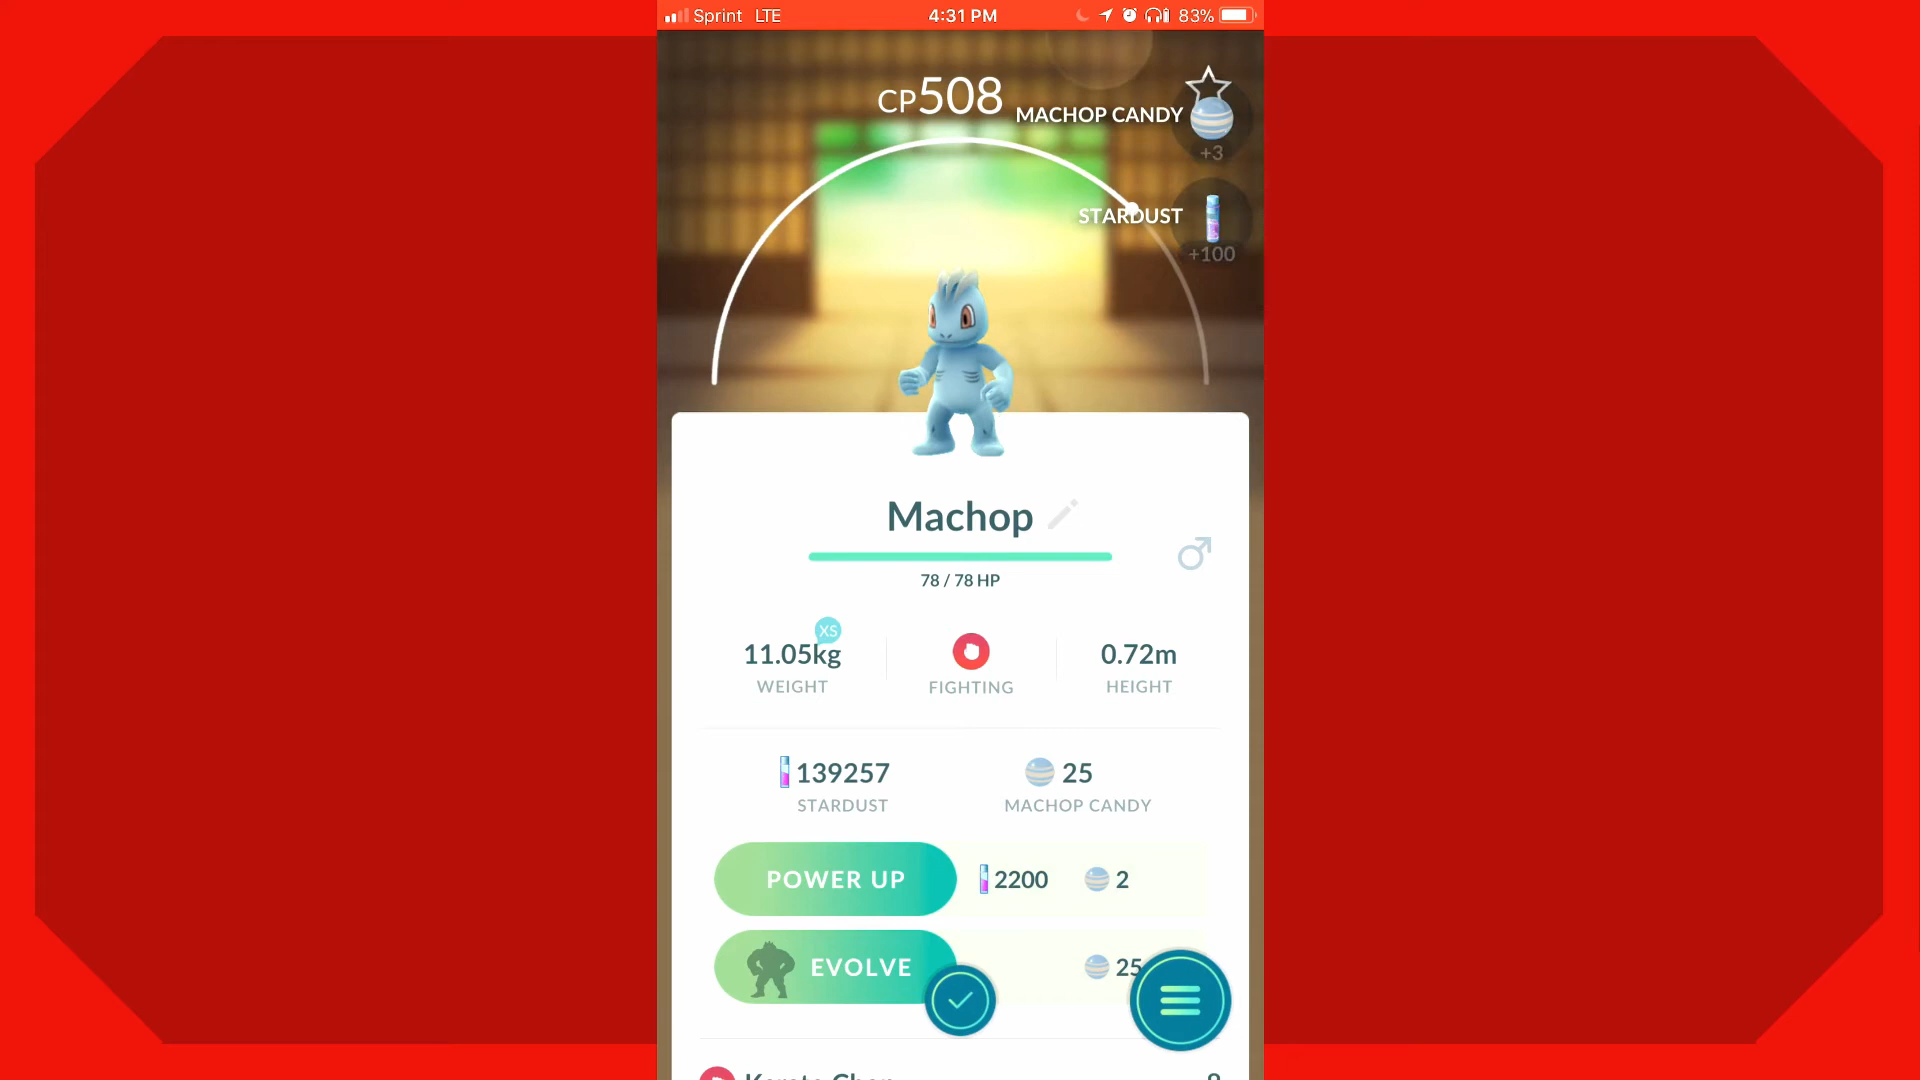 Sprint LTE 4:31 PM 83%
CP508
MACHOP CANDY
+3
STARDUST
+100
Machop
78 / 78 HP
XS
11.05kg
WEIGHT
FIGHTING
0.72m
HEIGHT
139257
STARDUST
25
MACHOP CANDY
POWER UP 2200 2
EVOLVE 25